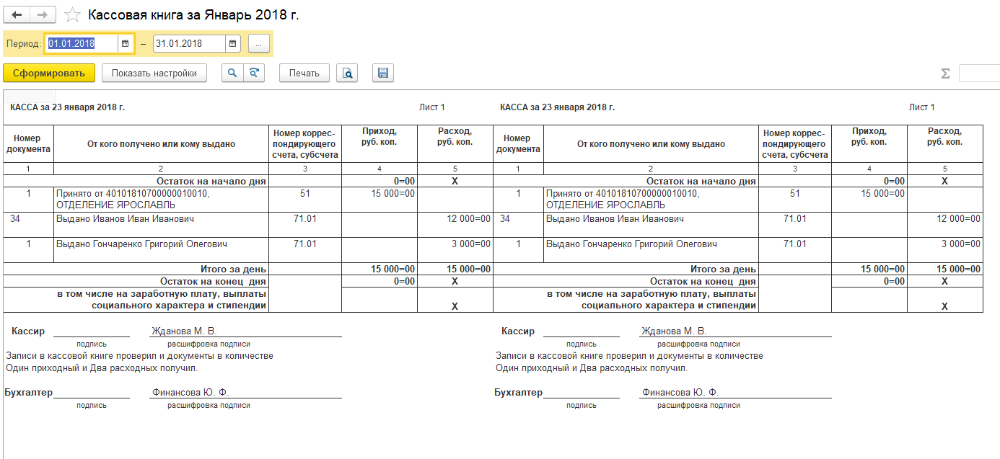 Кассовая книга за Январь 2018 г.
Период: 01.01.2018 – 31.01.2018 ...
Сформировать Показать настройки Печать Σ
КАССА за 23 января 2018 г. Лист 1 КАССА за 23 января 2018 г. Лист 1
Номер документа От кого получено или кому выдано Номер коррес-пондирующего счета, субсчета Приход, руб. коп. Расход, руб. коп. Номер документа От кого получено или кому выдано Номер коррес-пондирующего счета, субсчета Приход, руб. коп. Расход, руб. коп.
1 2 3 4 5 1 2 3 4 5
Остаток на начало дня 0=00 X Остаток на начало дня 0=00 X
1 Принято от 40101810700000010010, 51 15 000=00 1 Принято от 40101810700000010010, 51 15 000=00
ОТДЕЛЕНИЕ ЯРОСЛАВЛЬ ОТДЕЛЕНИЕ ЯРОСЛАВЛЬ
34 Выдано Иванов Иван Иванович 71.01 12 000=00 34 Выдано Иванов Иван Иванович 71.01 12 000=00
1 Выдано Гончаренко Григорий Олегович 71.01 3 000=00 1 Выдано Гончаренко Григорий Олегович 71.01 3 000=00
Итого за день 15 000=00 15 000=00 Итого за день 15 000=00 15 000=00
Остаток на конец дня 0=00 X Остаток на конец дня 0=00 X
в том числе на заработную плату, выплаты в том числе на заработную плату, выплаты
социального характера и стипендии X социального характера и стипендии X
Кассир Жданова М. В. Кассир Жданова М. В.
подпись расшифровка подписи подпись расшифровка подписи
Записи в кассовой книге проверил и документы в количестве Записи в кассовой книге проверил и документы в количестве
Один приходный и Два расходных получил. Один приходный и Два расходных получил.
Бухгалтер Финансова Ю. Ф. Бухгалтер Финансова Ю. Ф.
подпись расшифровка подписи подпись расшифровка подписи